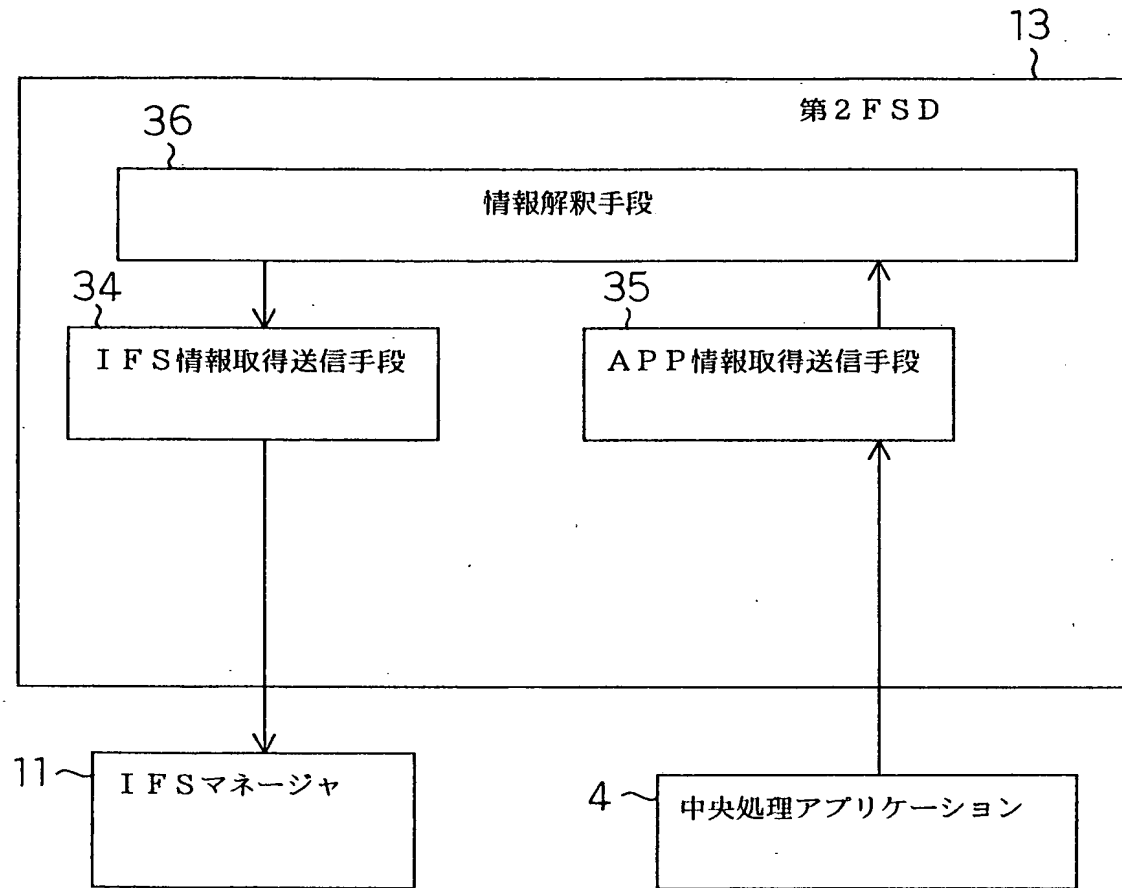 13
第２ＦＳＤ
36
情報解釈手段
34
ＩＦＳ情報取得送信手段
35
ＡＰＰ情報取得送信手段
11
ＩＦＳマネージャ
4
中央処理アプリケーション